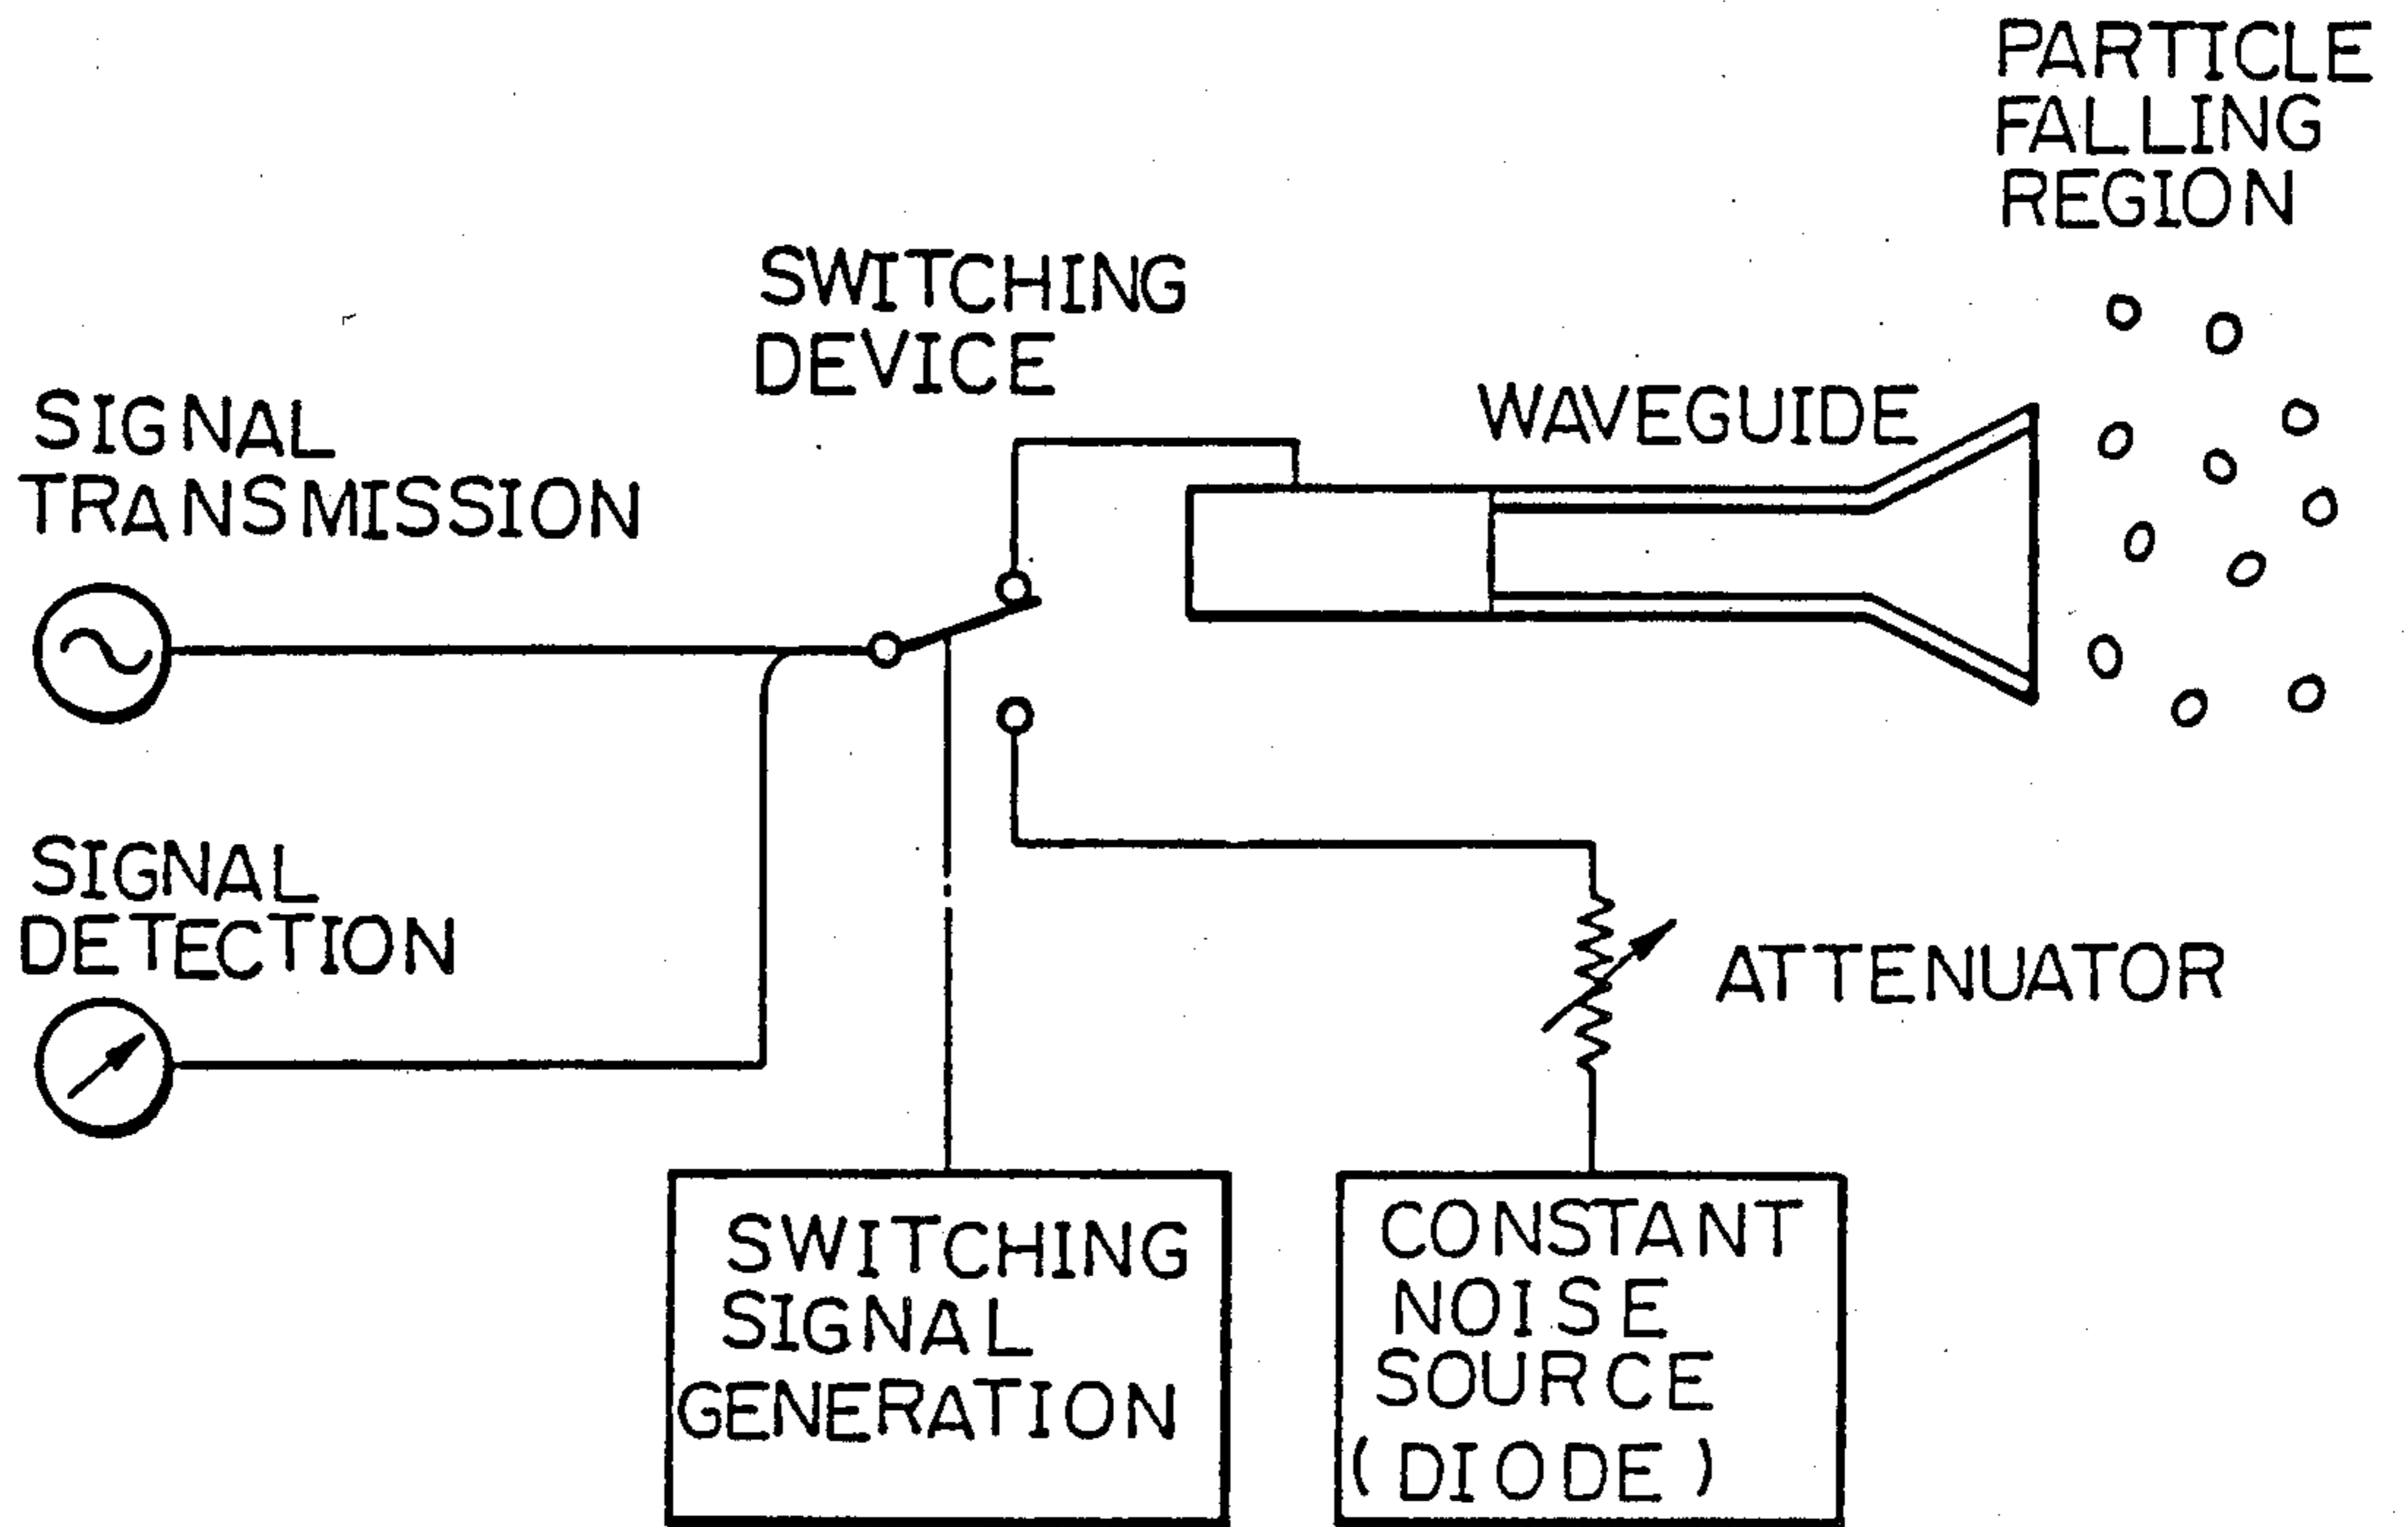 PARTICLE
FALLING
REGION
SWITCHING
DEVICE
WAVEGUIDE
SIGNAL
TRANSMISSION
SIGNAL
DETECTION
ATTENUATOR
SWITCHING
SIGNAL
GENERATION
CONSTANT
NOISE
SOURCE
(DIODE)